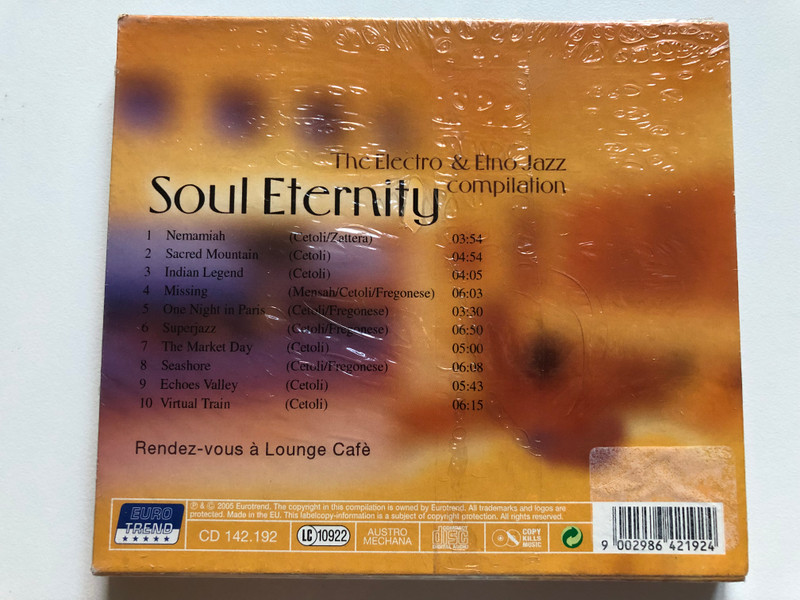 The Electro & Etno Jazz
Soul Eternity compilation
1 Nemamiah (Cetoli/Zattera) 03:54
2 Sacred Mountain (Cetoli) 04:54
3 Indian Legend (Cetoli) 04:05
4 Missing (Mensah/Cetoli/Fregonese) 06:03
5 One Night in Paris (Cetoli/Fregonese) 03:30
6 Superjazz (Cetoli/Fregonese) 06:50
7 The Market Day (Cetoli) 05:00
8 Seashore (Cetoli/Fregonese) 06:08
9 Echoes Valley (Cetoli) 05:43
10 Virtual Train (Cetoli) 06:15
Rendez-vous à Lounge Cafè
EURO TREND
℗ & © 2005 Eurotrend. The copyright in this compilation is owned by Eurotrend. All trademarks and logos are
protected. Made in the EU. This labelcopy-information is a subject of copyright protection. All rights reserved.
CD 142.192
LC 10922
AUSTRO MECHANA
COMPACT disc DIGITAL AUDIO
COPY KILLS MUSIC
9 002986 421924